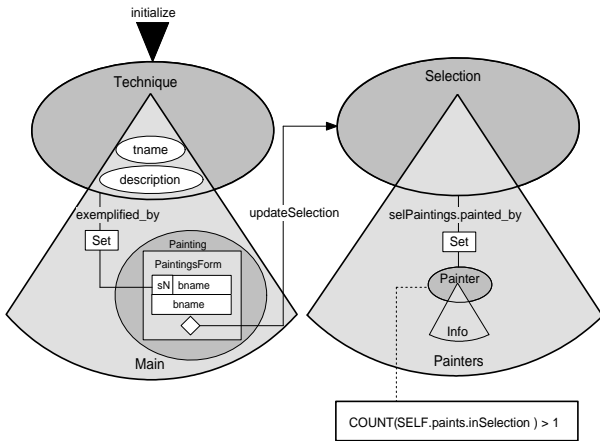 initialize
Technique
tname
description
exemplified_by
Set
Painting
PaintingsForm
sN bname
bname
Main
updateSelection
Selection
selPaintings.painted_by
Set
Painter
Info
Painters
COUNT(SELF.paints.inSelection ) > 1